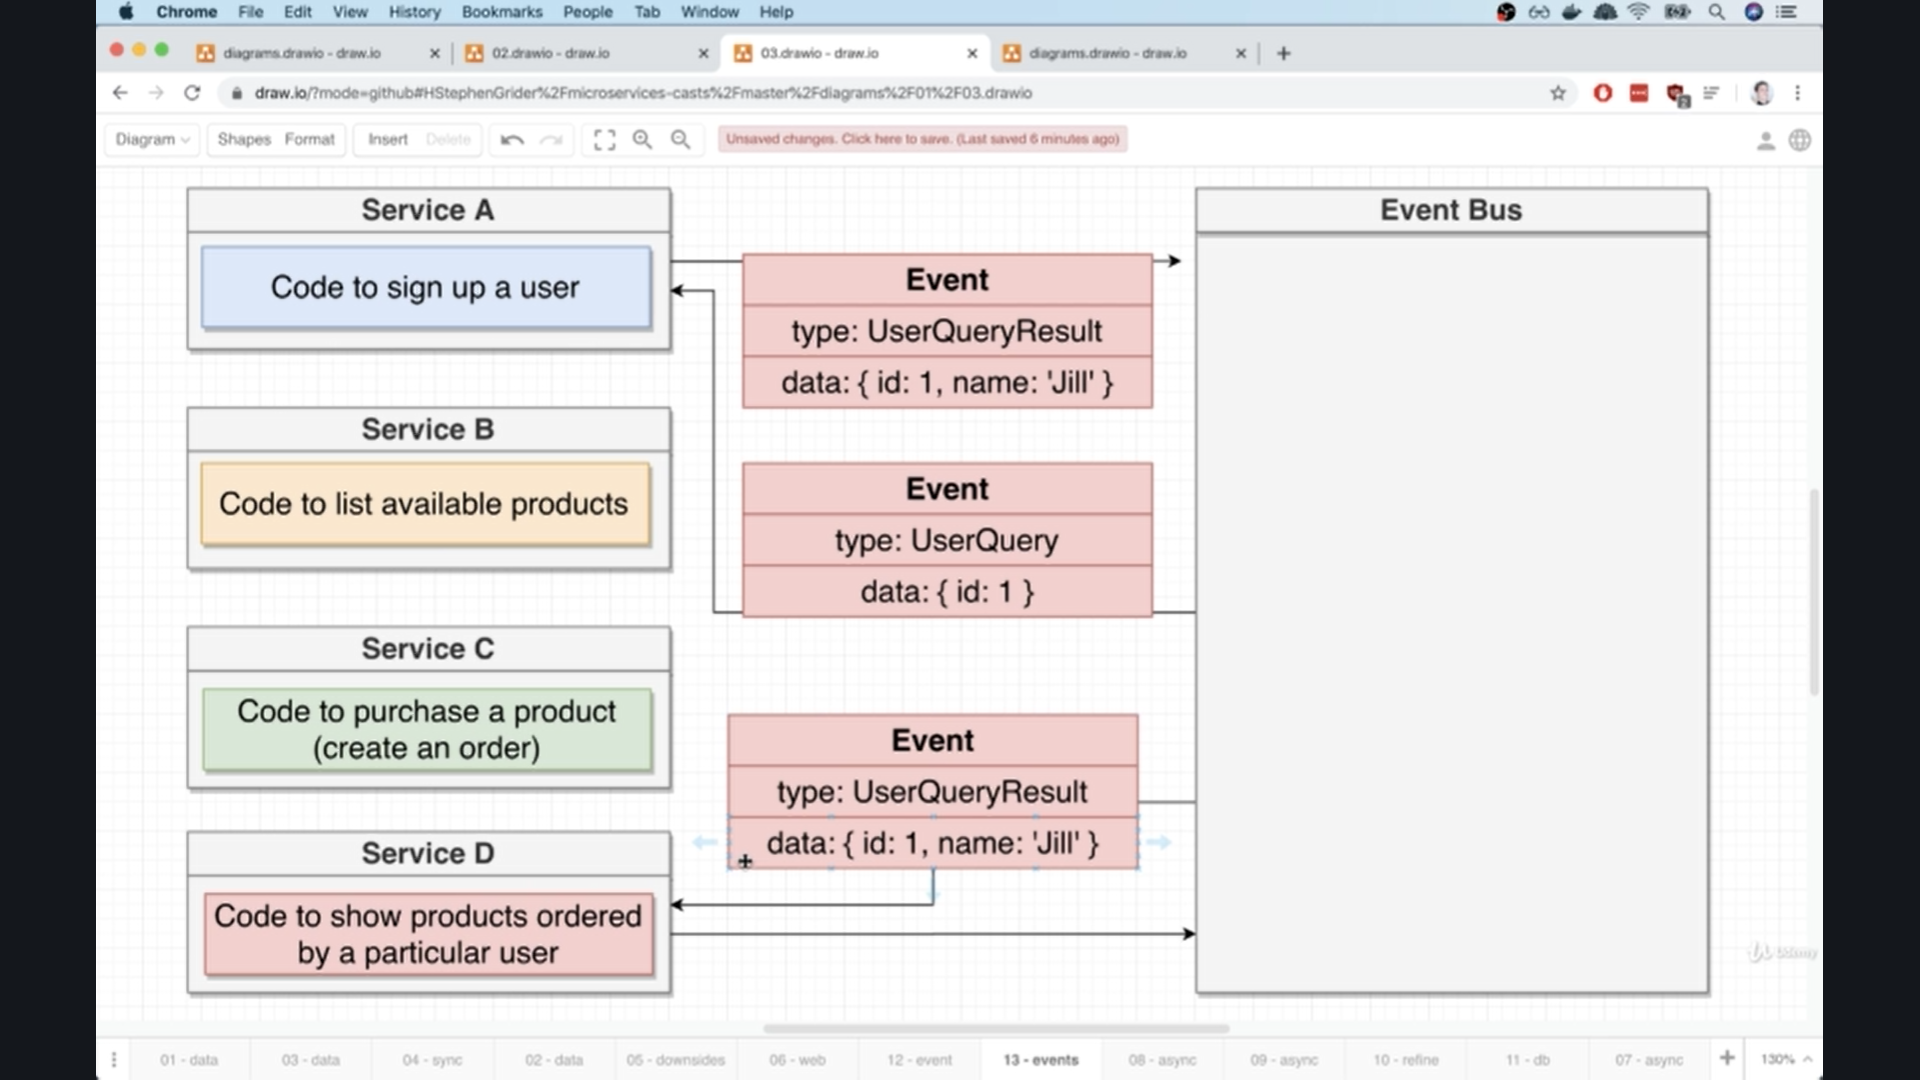 Chrome File Edit View History Bookmarks People Tab Window Help
diagrams.drawio - draw.io
02.drawio - draw.io
03.drawio - draw.io
diagrams.drawio - draw.io
draw.io/?mode=github#HStephenGrider%2Fmicroservices-casts%2Fmaster%2Fdiagrams%2F01%2F03.drawio
Diagram Shapes Format Insert Delete
Unsaved changes. Click here to save. (Last saved 6 minutes ago)
Service A
Code to sign up a user
Service B
Code to list available products
Service C
Code to purchase a product
(create an order)
Service D
Code to show products ordered
by a particular user
Event
type: UserQueryResult
data: { id: 1, name: 'Jill' }
Event
type: UserQuery
data: { id: 1 }
Event
type: UserQueryResult
data: { id: 1, name: 'Jill' }
Event Bus
Udemy
01 - data
03 - data
04 - sync
02 - data
05 - downsides
06 - web
12 - event
13 - events
08 - async
09 - async
10 - refine
11 - db
07 - async
130%